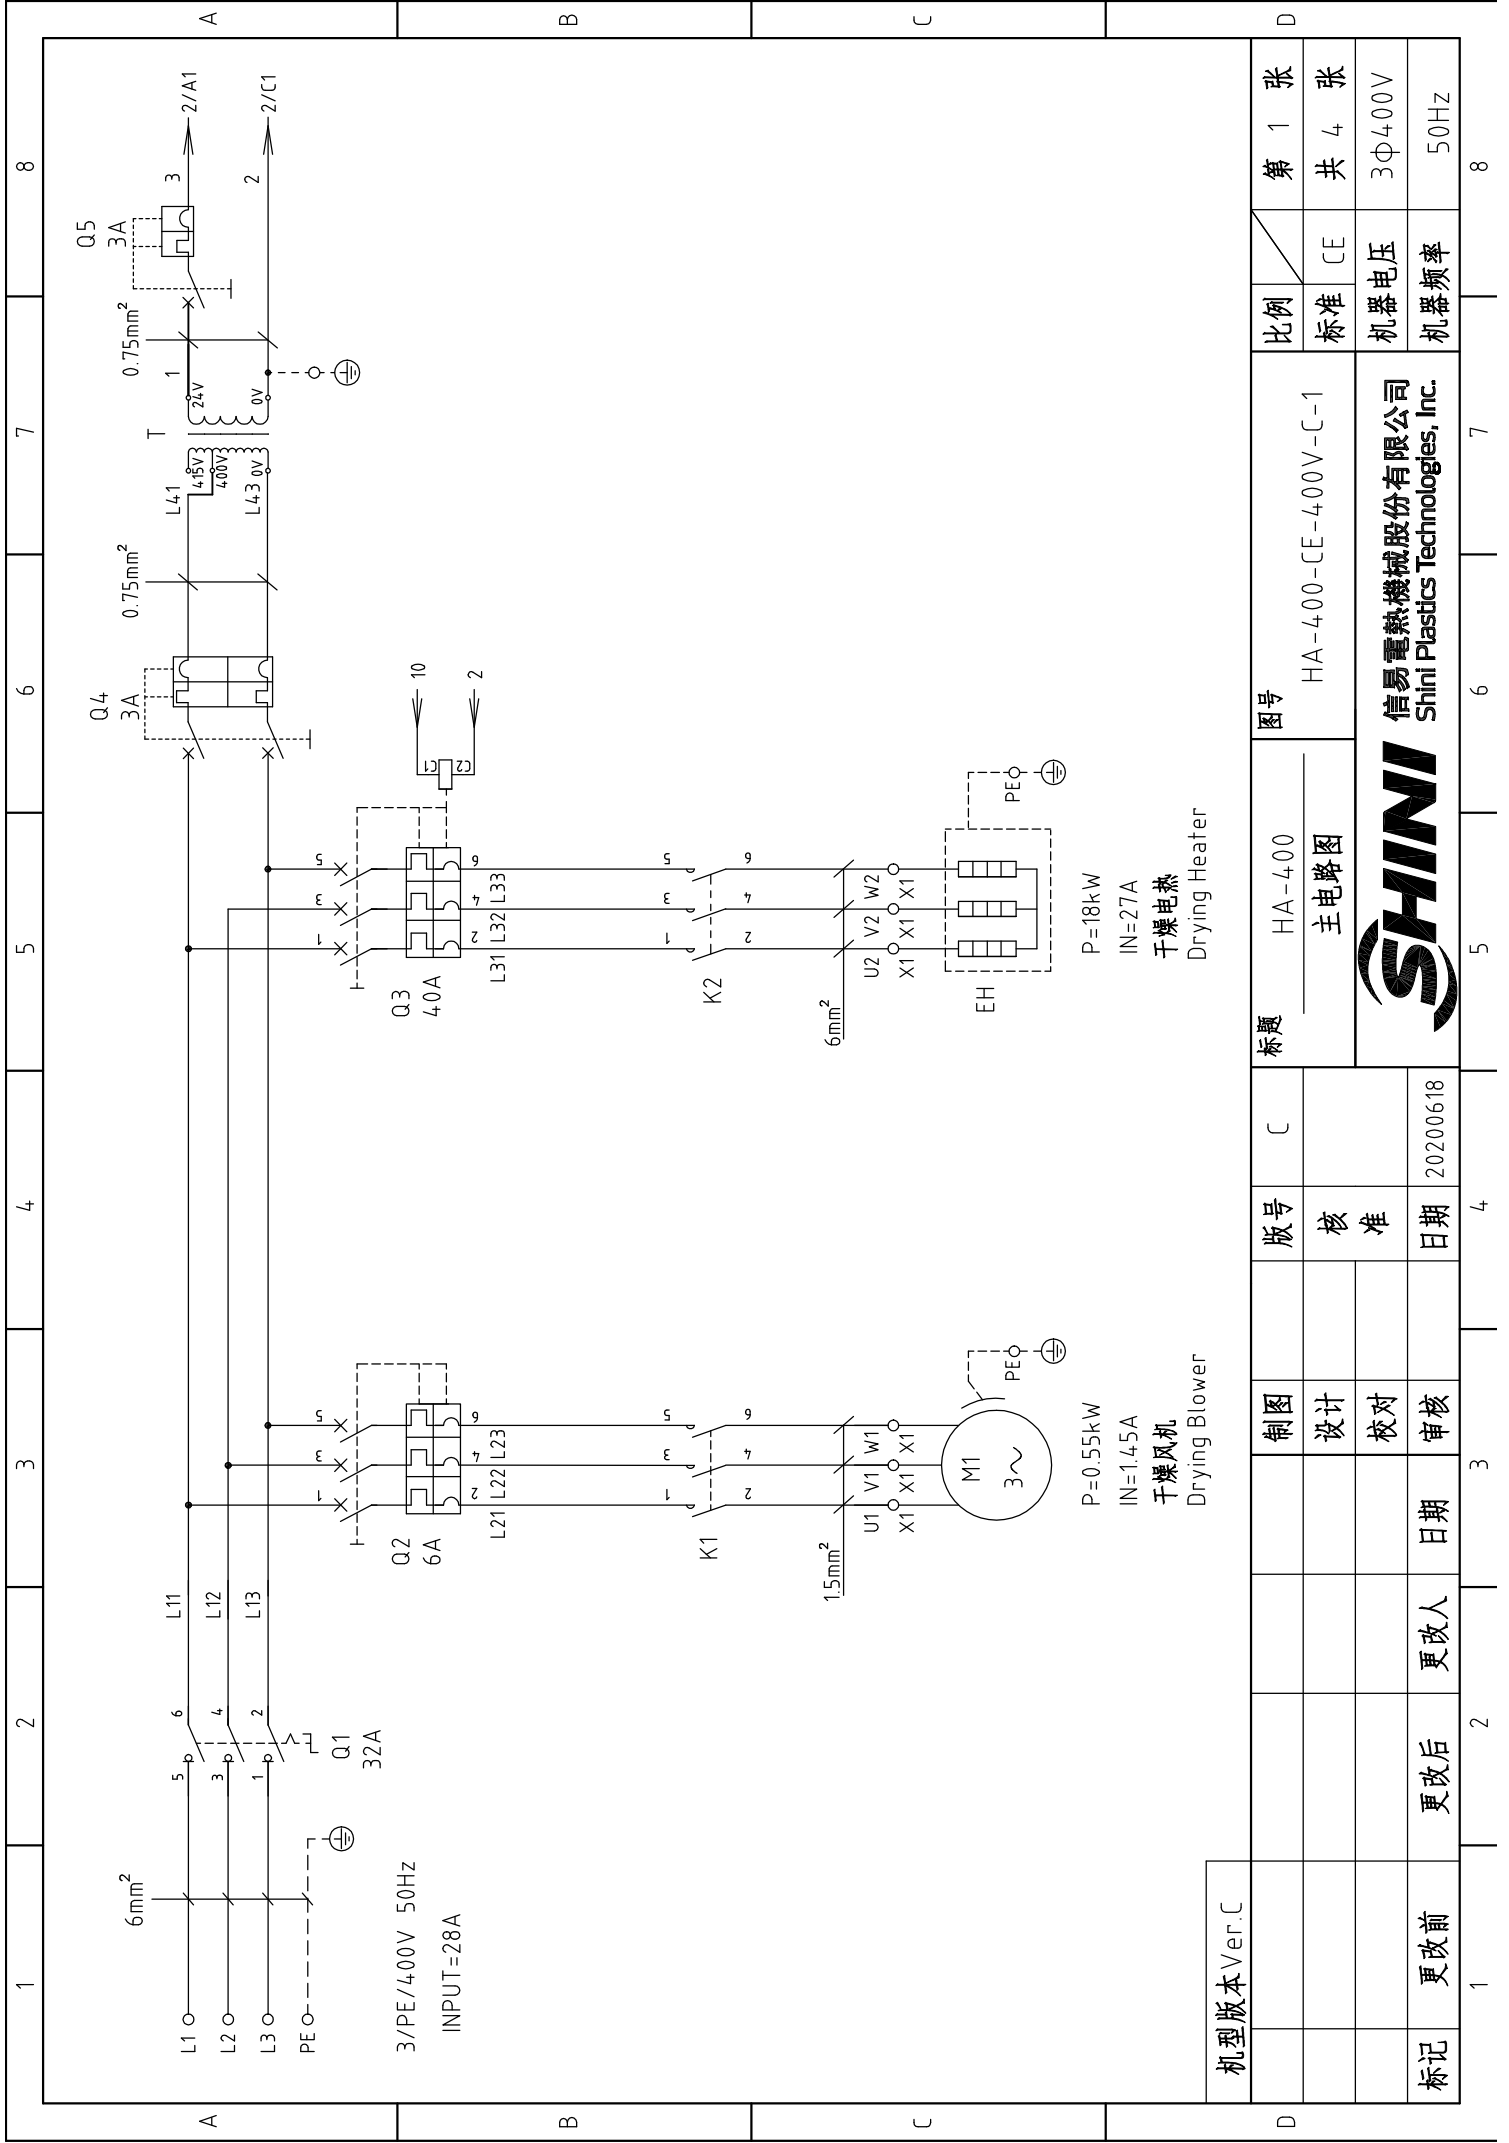 1 2 3 4 5 6 7 8
A
B
C
D
6mm²
L1
L2
L3
PE
3/PE/400V 50Hz
INPUT=28A
5 6
3 4
1 2
Q1
32A
L11
L12
L13
1 3 5
Q2
6A
2 4 6
L21 L22 L23
1 3 5
K1
2 4 6
1.5mm²
U1 V1 W1
X1 X1 X1
M1
3~
PE
P=0.55kW
IN=1.45A
干燥风机
Drying Blower
1 3 5
Q3
40A
C1
C2
10
2
2 4 6
L31 L32 L33
1 3 5
K2
2 4 6
6mm²
U2 V2 W2
X1 X1 X1
EH
PE
P=18kW
IN=27A
干燥电热
Drying Heater
Q4
3A
0.75mm²
L41
L43
T
415V
400V
0V
24V
0V
1
0.75mm²
Q5
3A
3
2
2/A1
2/C1
A
B
C
D
机型版本Ver.C
标记 更改前 更改后 更改人 日期
制图
设计
校对
审核
版号 C
核
准
日期 20200618
标题
HA-400
主电路图
图号
HA-400-CE-400V-C-1
SHINI
信易電熱機械股份有限公司
Shini Plastics Technologies, Inc.
比例 第 1 张
标准 CE 共 4 张
机器电压 3Φ400V
机器频率 50Hz
1 2 3 4 5 6 7 8